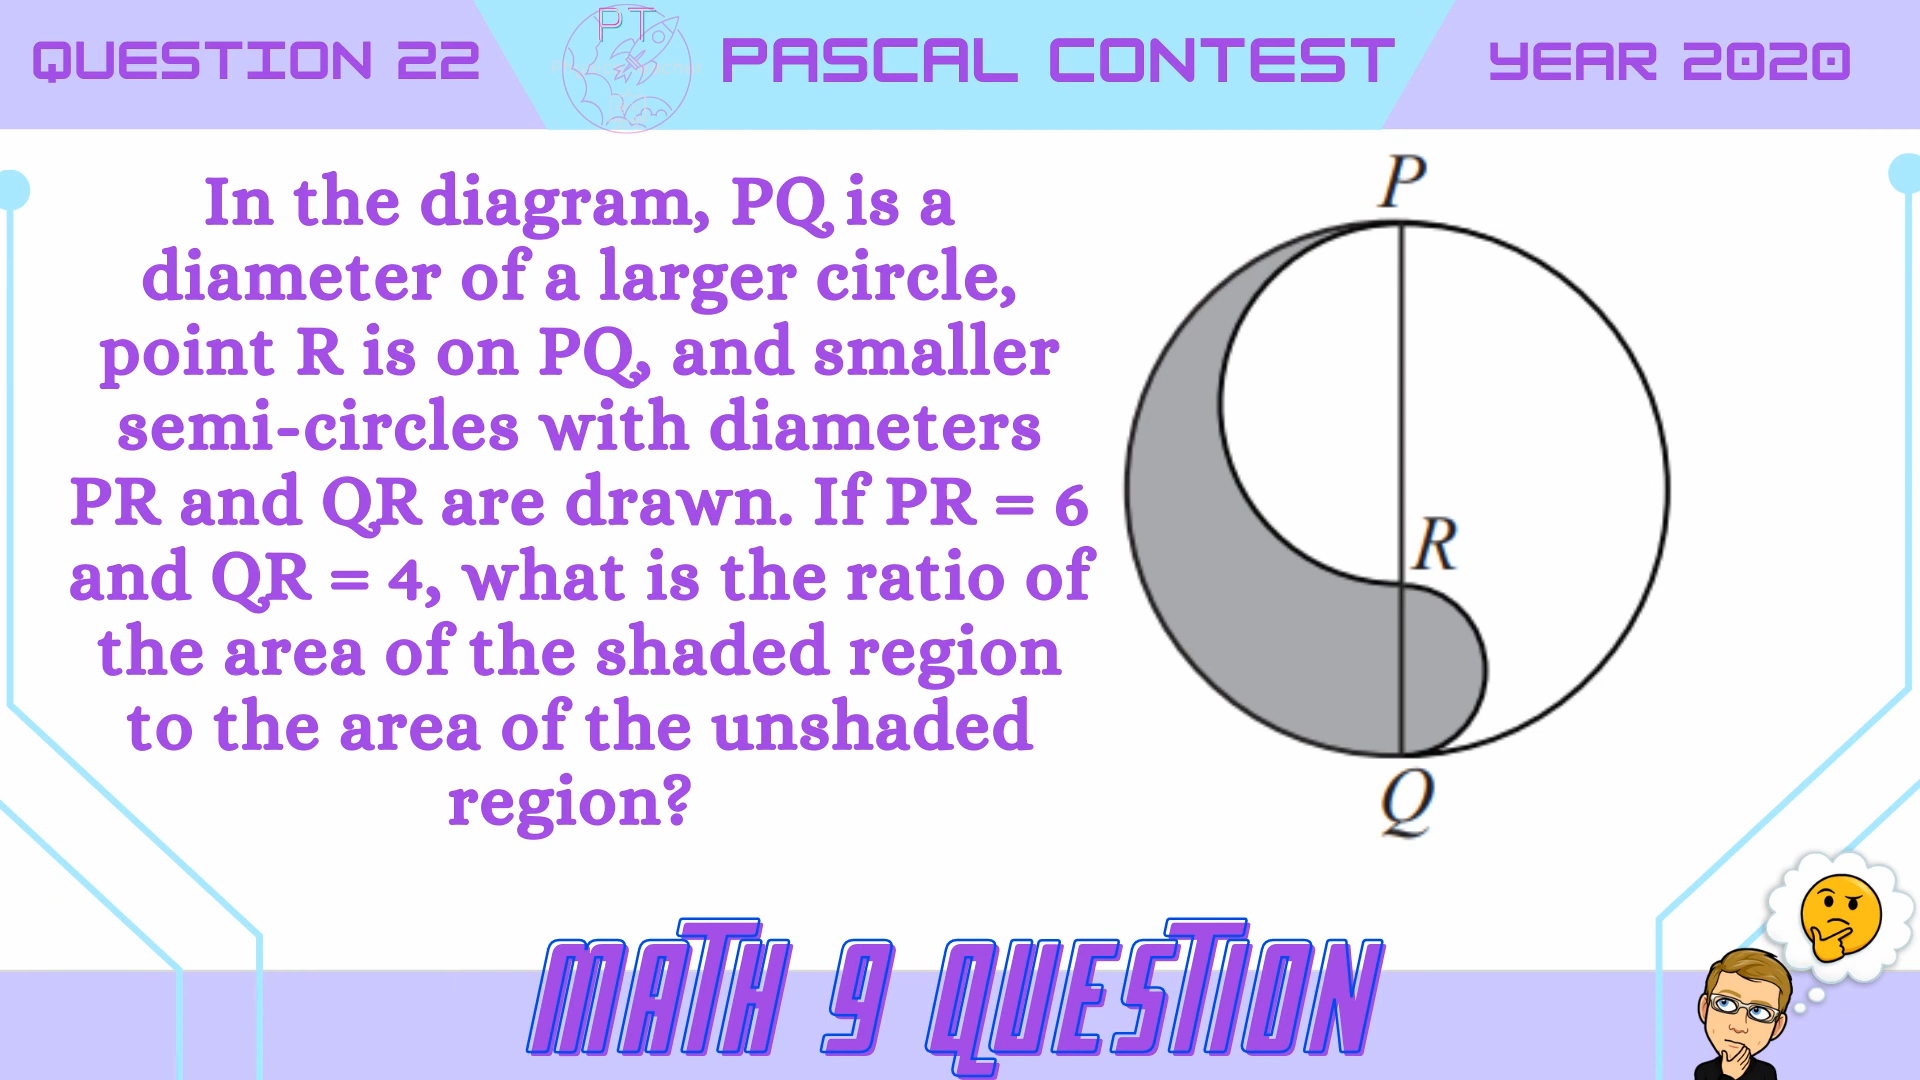 QUESTION 22
PT
PASCAL CONTEST
YEAR 2020
In the diagram, PQ is a
diameter of a larger circle,
point R is on PQ, and smaller
semi-circles with diameters
PR and QR are drawn. If PR = 6
and QR = 4, what is the ratio of
the area of the shaded region
to the area of the unshaded
region?
P
R
Q
MATH 9 QUESTION